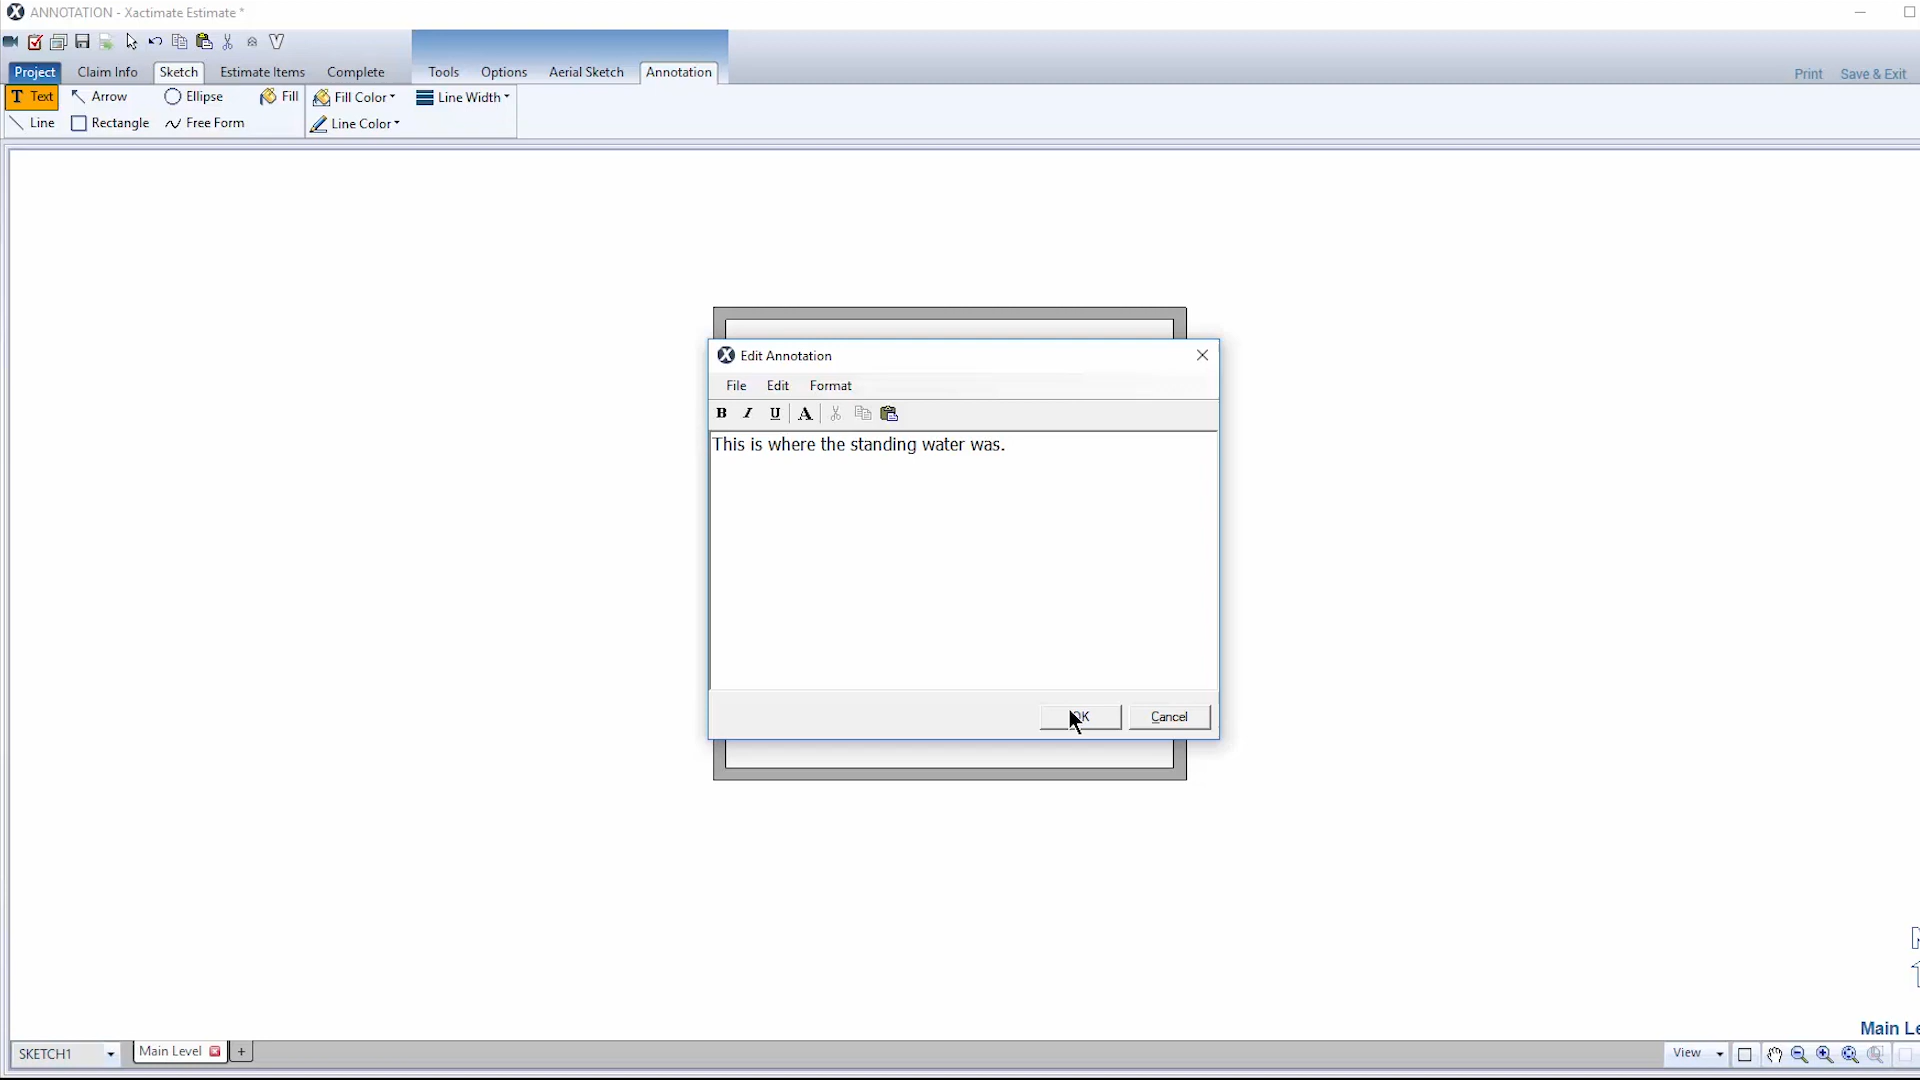 ANNOTATION - Xactimate Estimate *
Project Claim Info Sketch Estimate Items Complete Tools Options Aerial Sketch Annotation Print Save & Exit
T Text Arrow Ellipse Fill Fill Color Line Width
Line Rectangle Free Form Line Color
Edit Annotation
File Edit Format
B I U A
This is where the standing water was.
Cancel
Main
SKETCH1 Main Level + View